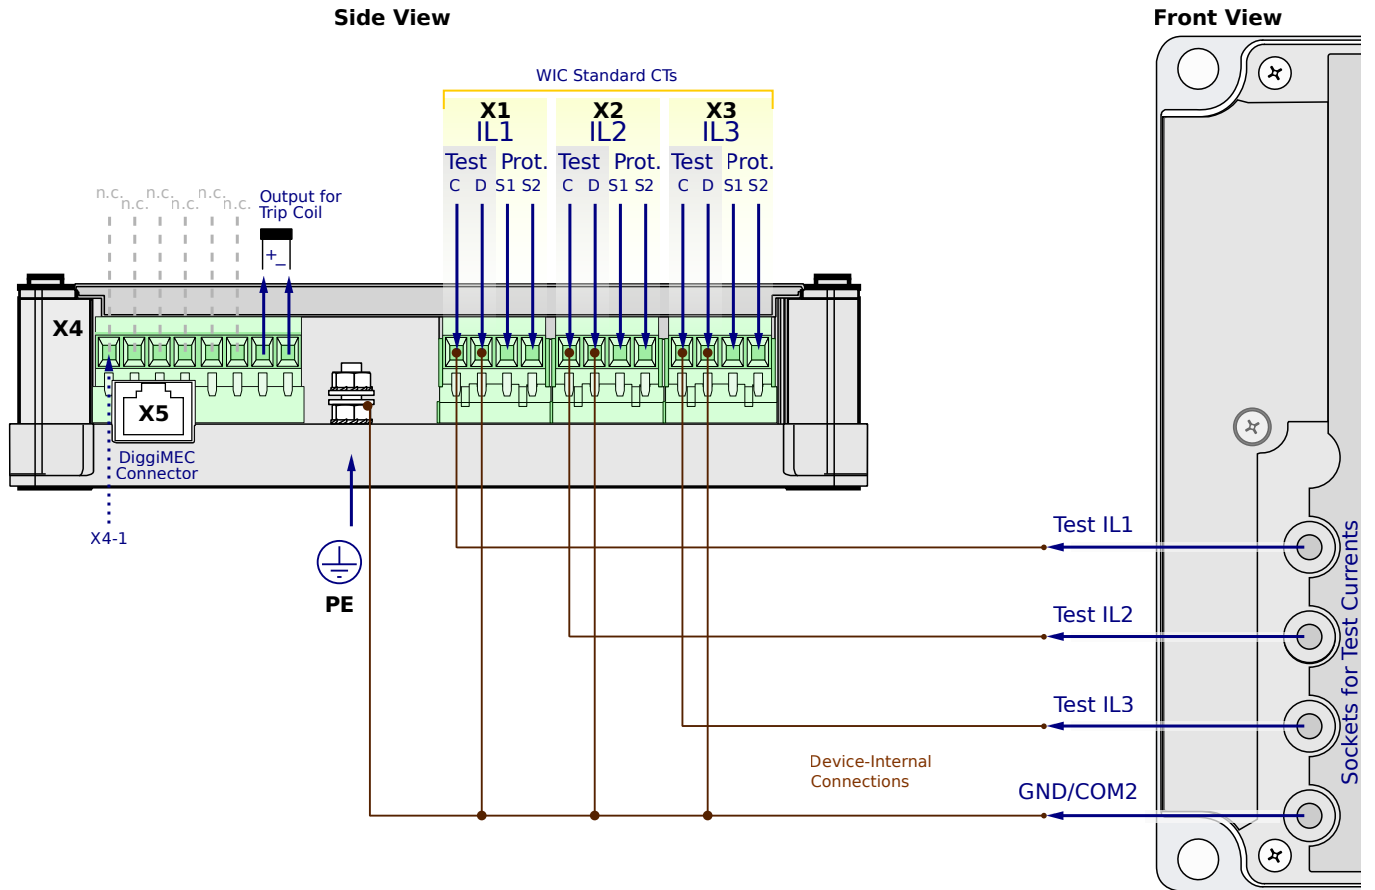 Side View
Front View
WIC Standard CTs
X1 X2 X3
IL1 IL2 IL3
Test Prot. Test Prot. Test Prot.
C D S1 S2 C D S1 S2 C D S1 S2
n.c. n.c. n.c. n.c. n.c. n.c.
Output for
Trip Coil
+ −
X4
X5
DiggiMEC
Connector
X4-1
PE
Test IL1
Test IL2
Test IL3
GND/COM2
Device-Internal
Connections
Sockets for Test Currents